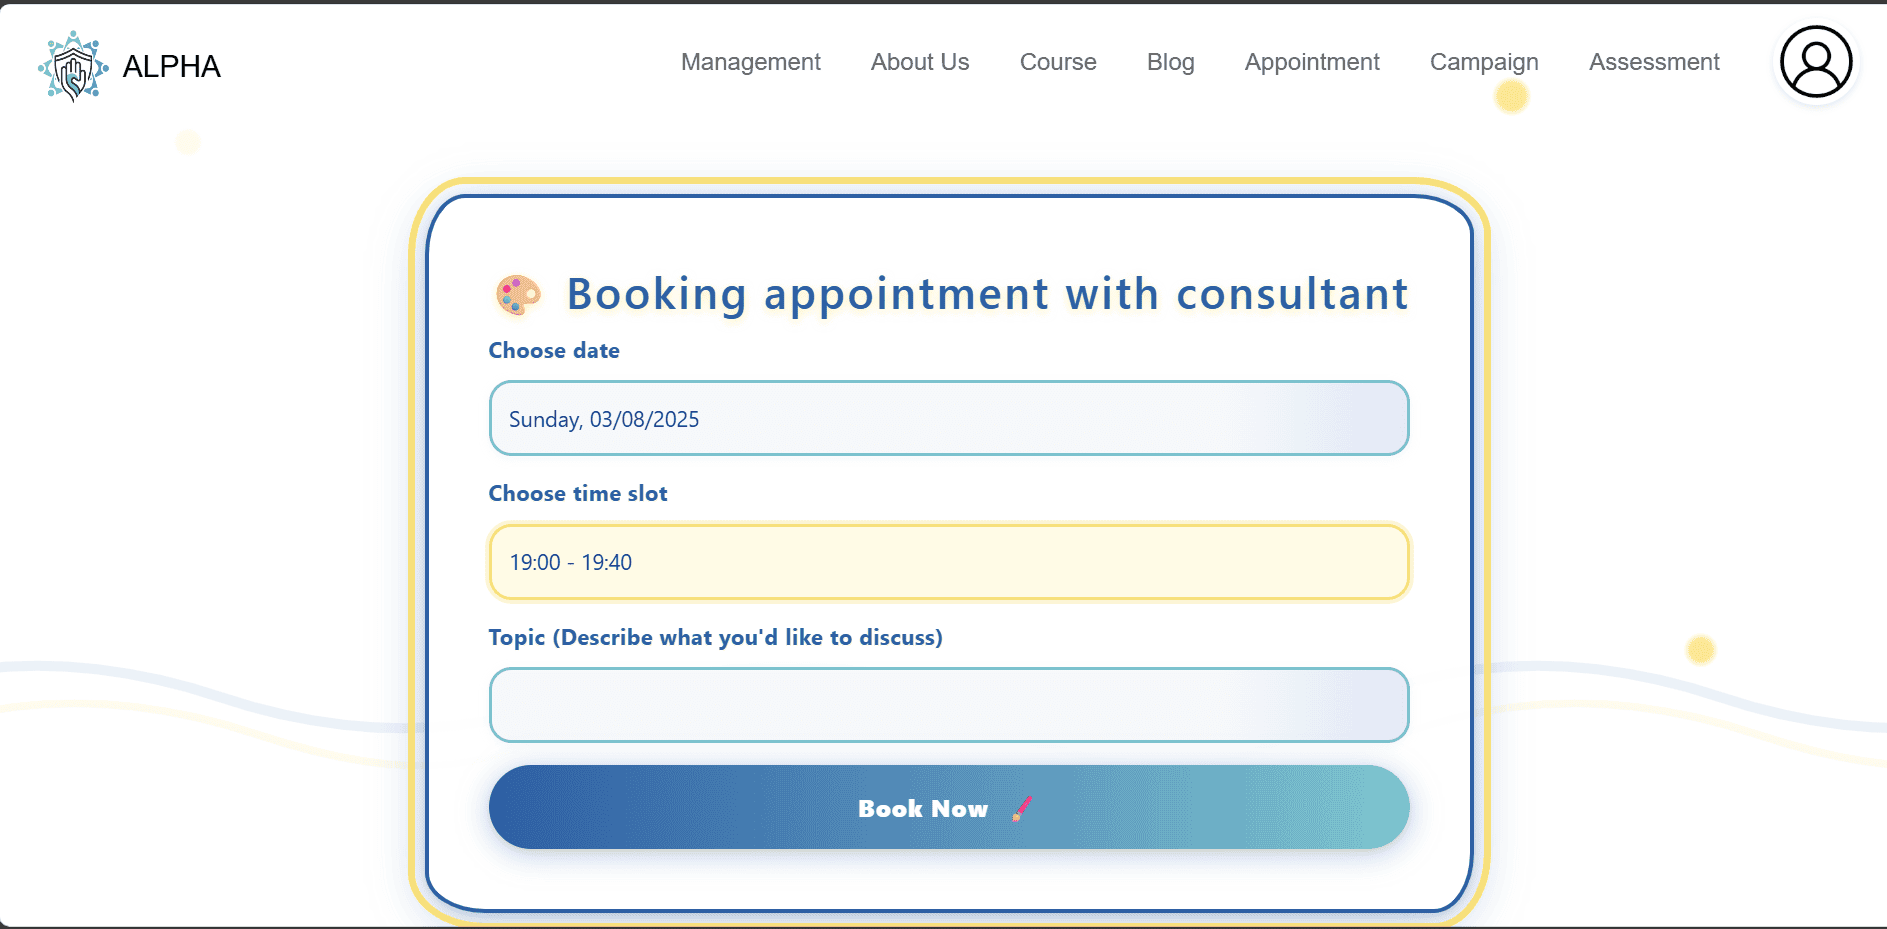 ALPHA
Management About Us Course Blog Appointment Campaign Assessment
Booking appointment with consultant
Choose date
Sunday, 03/08/2025
Choose time slot
19:00 - 19:40
Topic (Describe what you'd like to discuss)
Book Now